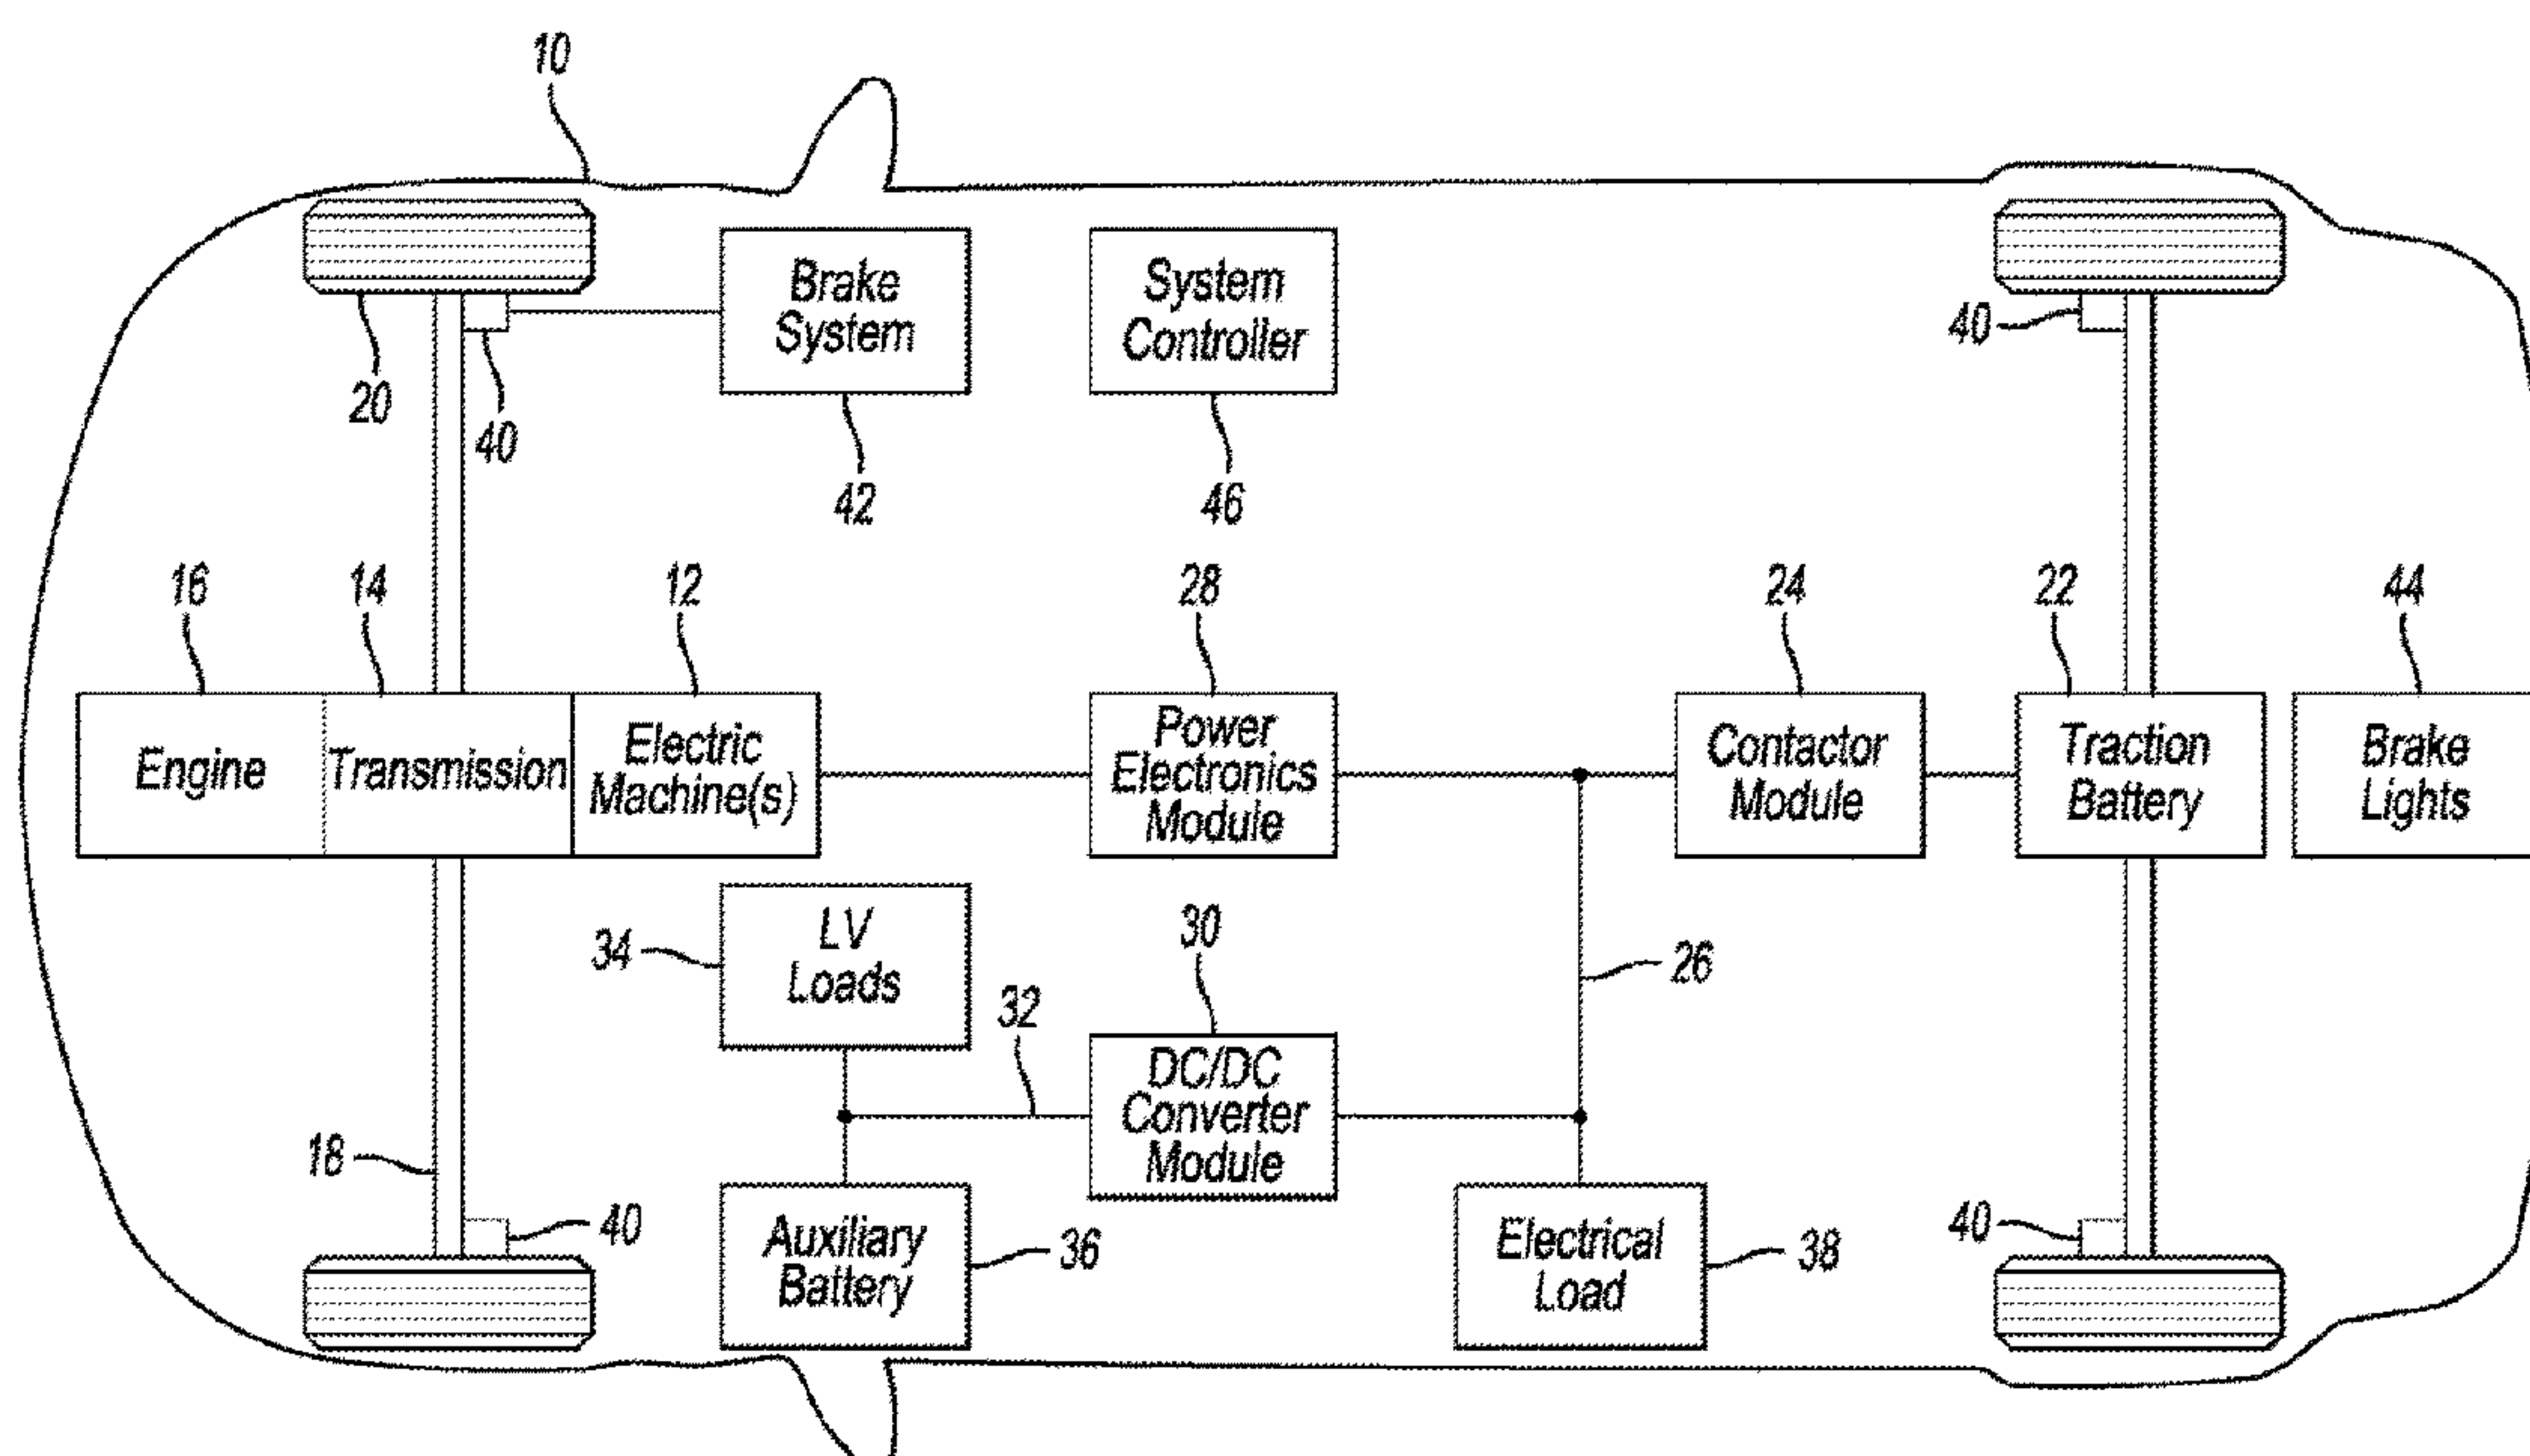 10
Brake
System
System
Controller
40
20
40
42
46
16
14
12
28
24
22
44
Engine
Transmission
Electric
Machine(s)
Power
Electronics
Module
Contactor
Module
Traction
Battery
Brake
Lights
34
LV
Loads
30
26
32
DC/DC
Converter
Module
18
40
Auxiliary
Battery
36
Electrical
Load
38
40